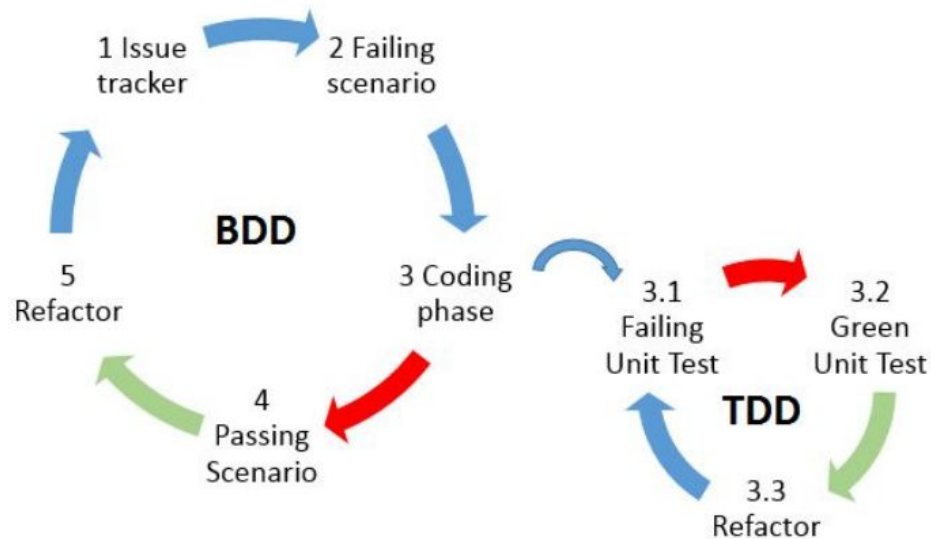 1 Issue
tracker
2 Failing
scenario
BDD
3 Coding
phase
4
Passing
Scenario
5
Refactor
3.1
Failing
Unit Test
3.2
Green
Unit Test
TDD
3.3
Refactor